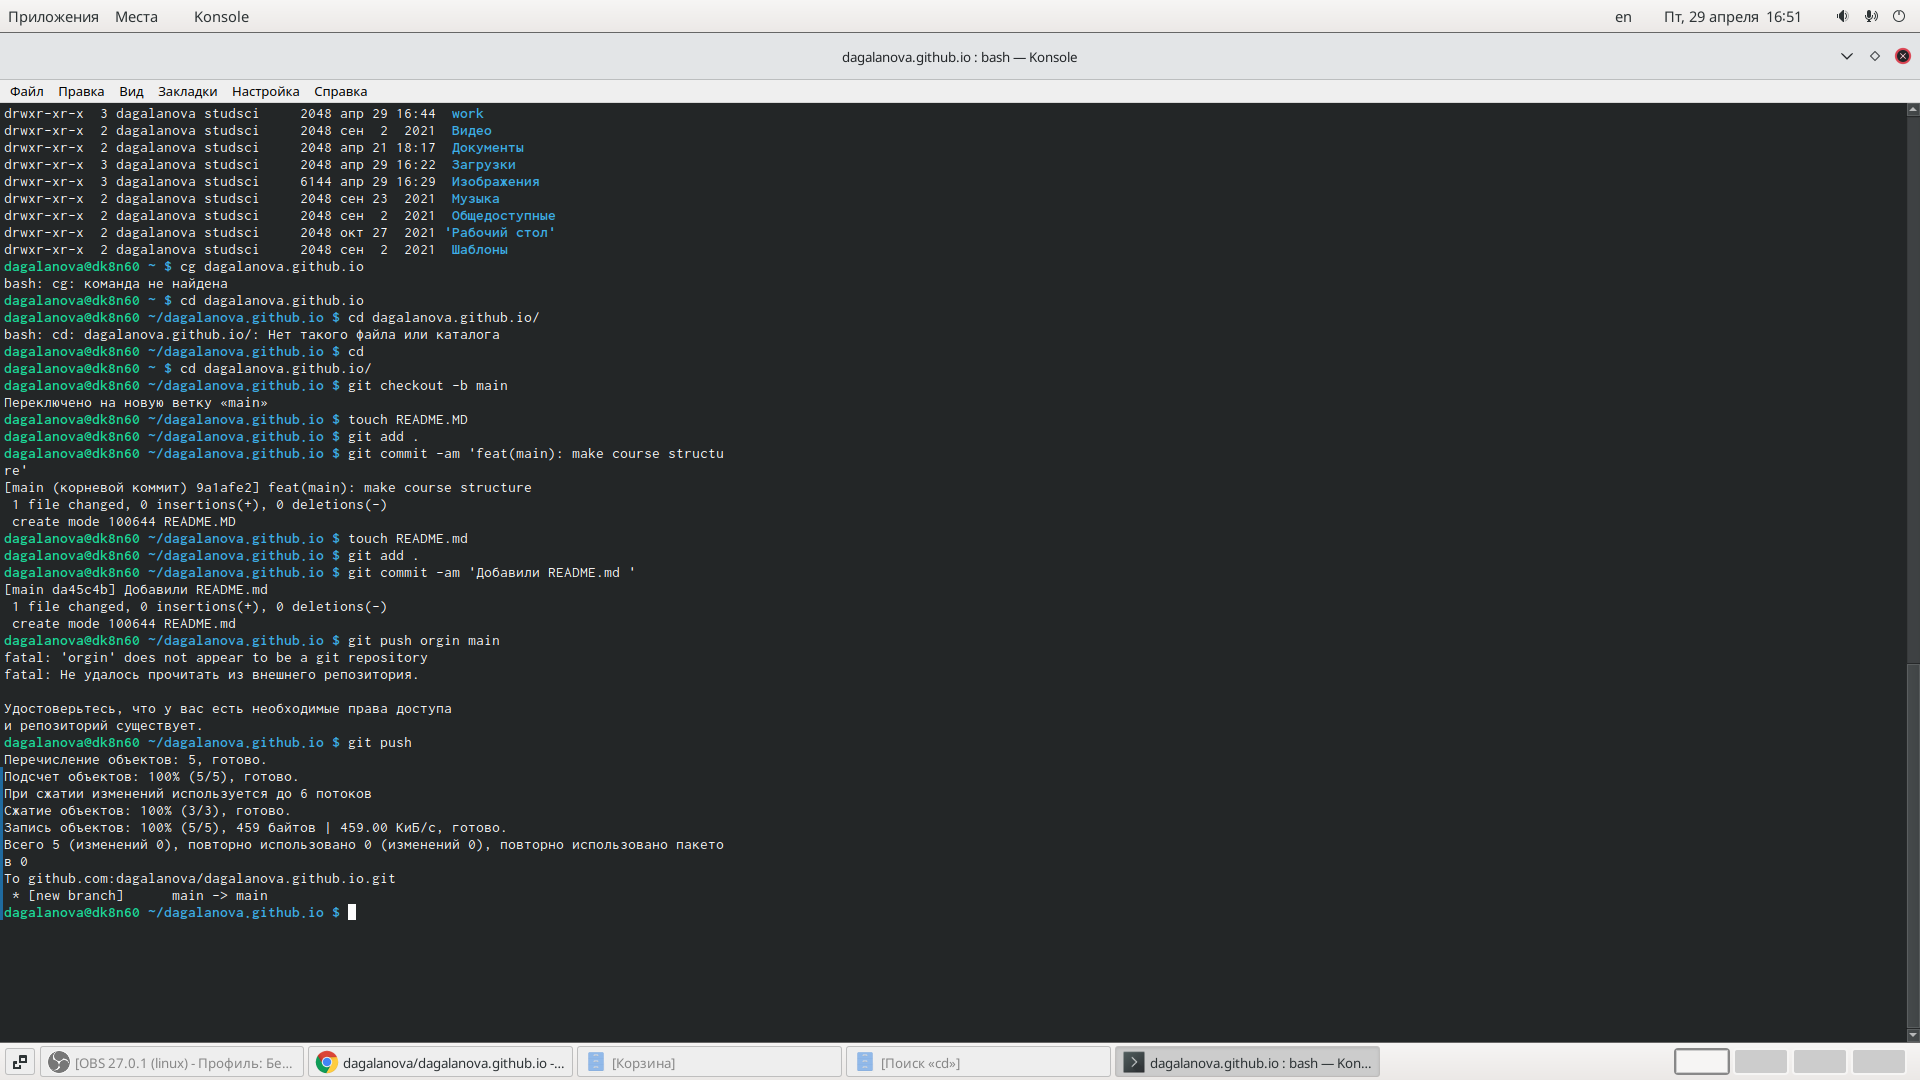 Приложения Места Konsole en Пт, 29 апреля 16:51
dagalanova.github.io : bash — Konsole
Файл Правка Вид Закладки Настройка Справка
drwxr-xr-x  3 dagalanova studsci     2048 апр 29 16:44  work
drwxr-xr-x  2 dagalanova studsci     2048 сен  2  2021  Видео
drwxr-xr-x  2 dagalanova studsci     2048 апр 21 18:17  Документы
drwxr-xr-x  3 dagalanova studsci     2048 апр 29 16:22  Загрузки
drwxr-xr-x  3 dagalanova studsci     6144 апр 29 16:29  Изображения
drwxr-xr-x  2 dagalanova studsci     2048 сен 23  2021  Музыка
drwxr-xr-x  2 dagalanova studsci     2048 сен  2  2021  Общедоступные
drwxr-xr-x  2 dagalanova studsci     2048 окт 27  2021 'Рабочий стол'
drwxr-xr-x  2 dagalanova studsci     2048 сен  2  2021  Шаблоны
dagalanova@dk8n60 ~ $ cg dagalanova.github.io
bash: cg: команда не найдена
dagalanova@dk8n60 ~ $ cd dagalanova.github.io
dagalanova@dk8n60 ~/dagalanova.github.io $ cd dagalanova.github.io/
bash: cd: dagalanova.github.io/: Нет такого файла или каталога
dagalanova@dk8n60 ~/dagalanova.github.io $ cd
dagalanova@dk8n60 ~ $ cd dagalanova.github.io/
dagalanova@dk8n60 ~/dagalanova.github.io $ git checkout -b main
Переключено на новую ветку «main»
dagalanova@dk8n60 ~/dagalanova.github.io $ touch README.MD
dagalanova@dk8n60 ~/dagalanova.github.io $ git add .
dagalanova@dk8n60 ~/dagalanova.github.io $ git commit -am 'feat(main): make course structu
re'
[main (корневой коммит) 9a1afe2] feat(main): make course structure
 1 file changed, 0 insertions(+), 0 deletions(-)
 create mode 100644 README.MD
dagalanova@dk8n60 ~/dagalanova.github.io $ touch README.md
dagalanova@dk8n60 ~/dagalanova.github.io $ git add .
dagalanova@dk8n60 ~/dagalanova.github.io $ git commit -am 'Добавили README.md '
[main da45c4b] Добавили README.md
 1 file changed, 0 insertions(+), 0 deletions(-)
 create mode 100644 README.md
dagalanova@dk8n60 ~/dagalanova.github.io $ git push orgin main
fatal: 'orgin' does not appear to be a git repository
fatal: Не удалось прочитать из внешнего репозитория.
Удостоверьтесь, что у вас есть необходимые права доступа
и репозиторий существует.
dagalanova@dk8n60 ~/dagalanova.github.io $ git push
Перечисление объектов: 5, готово.
Подсчет объектов: 100% (5/5), готово.
При сжатии изменений используется до 6 потоков
Сжатие объектов: 100% (3/3), готово.
Запись объектов: 100% (5/5), 459 байтов | 459.00 КиБ/с, готово.
Всего 5 (изменений 0), повторно использовано 0 (изменений 0), повторно использовано пакето
в 0
To github.com:dagalanova/dagalanova.github.io.git
 * [new branch]      main -> main
dagalanova@dk8n60 ~/dagalanova.github.io $
[OBS 27.0.1 (linux) - Профиль: Бе... dagalanova/dagalanova.github.io -... [Корзина] [Поиск «cd»] dagalanova.github.io : bash — Kon...